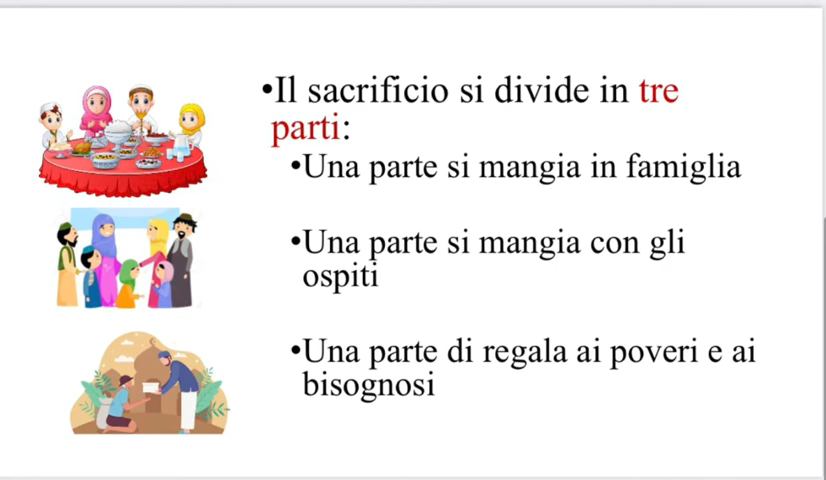 •Il sacrificio si divide in tre
parti:
•Una parte si mangia in famiglia
•Una parte si mangia con gli
ospiti
•Una parte di regala ai poveri e ai
bisognosi